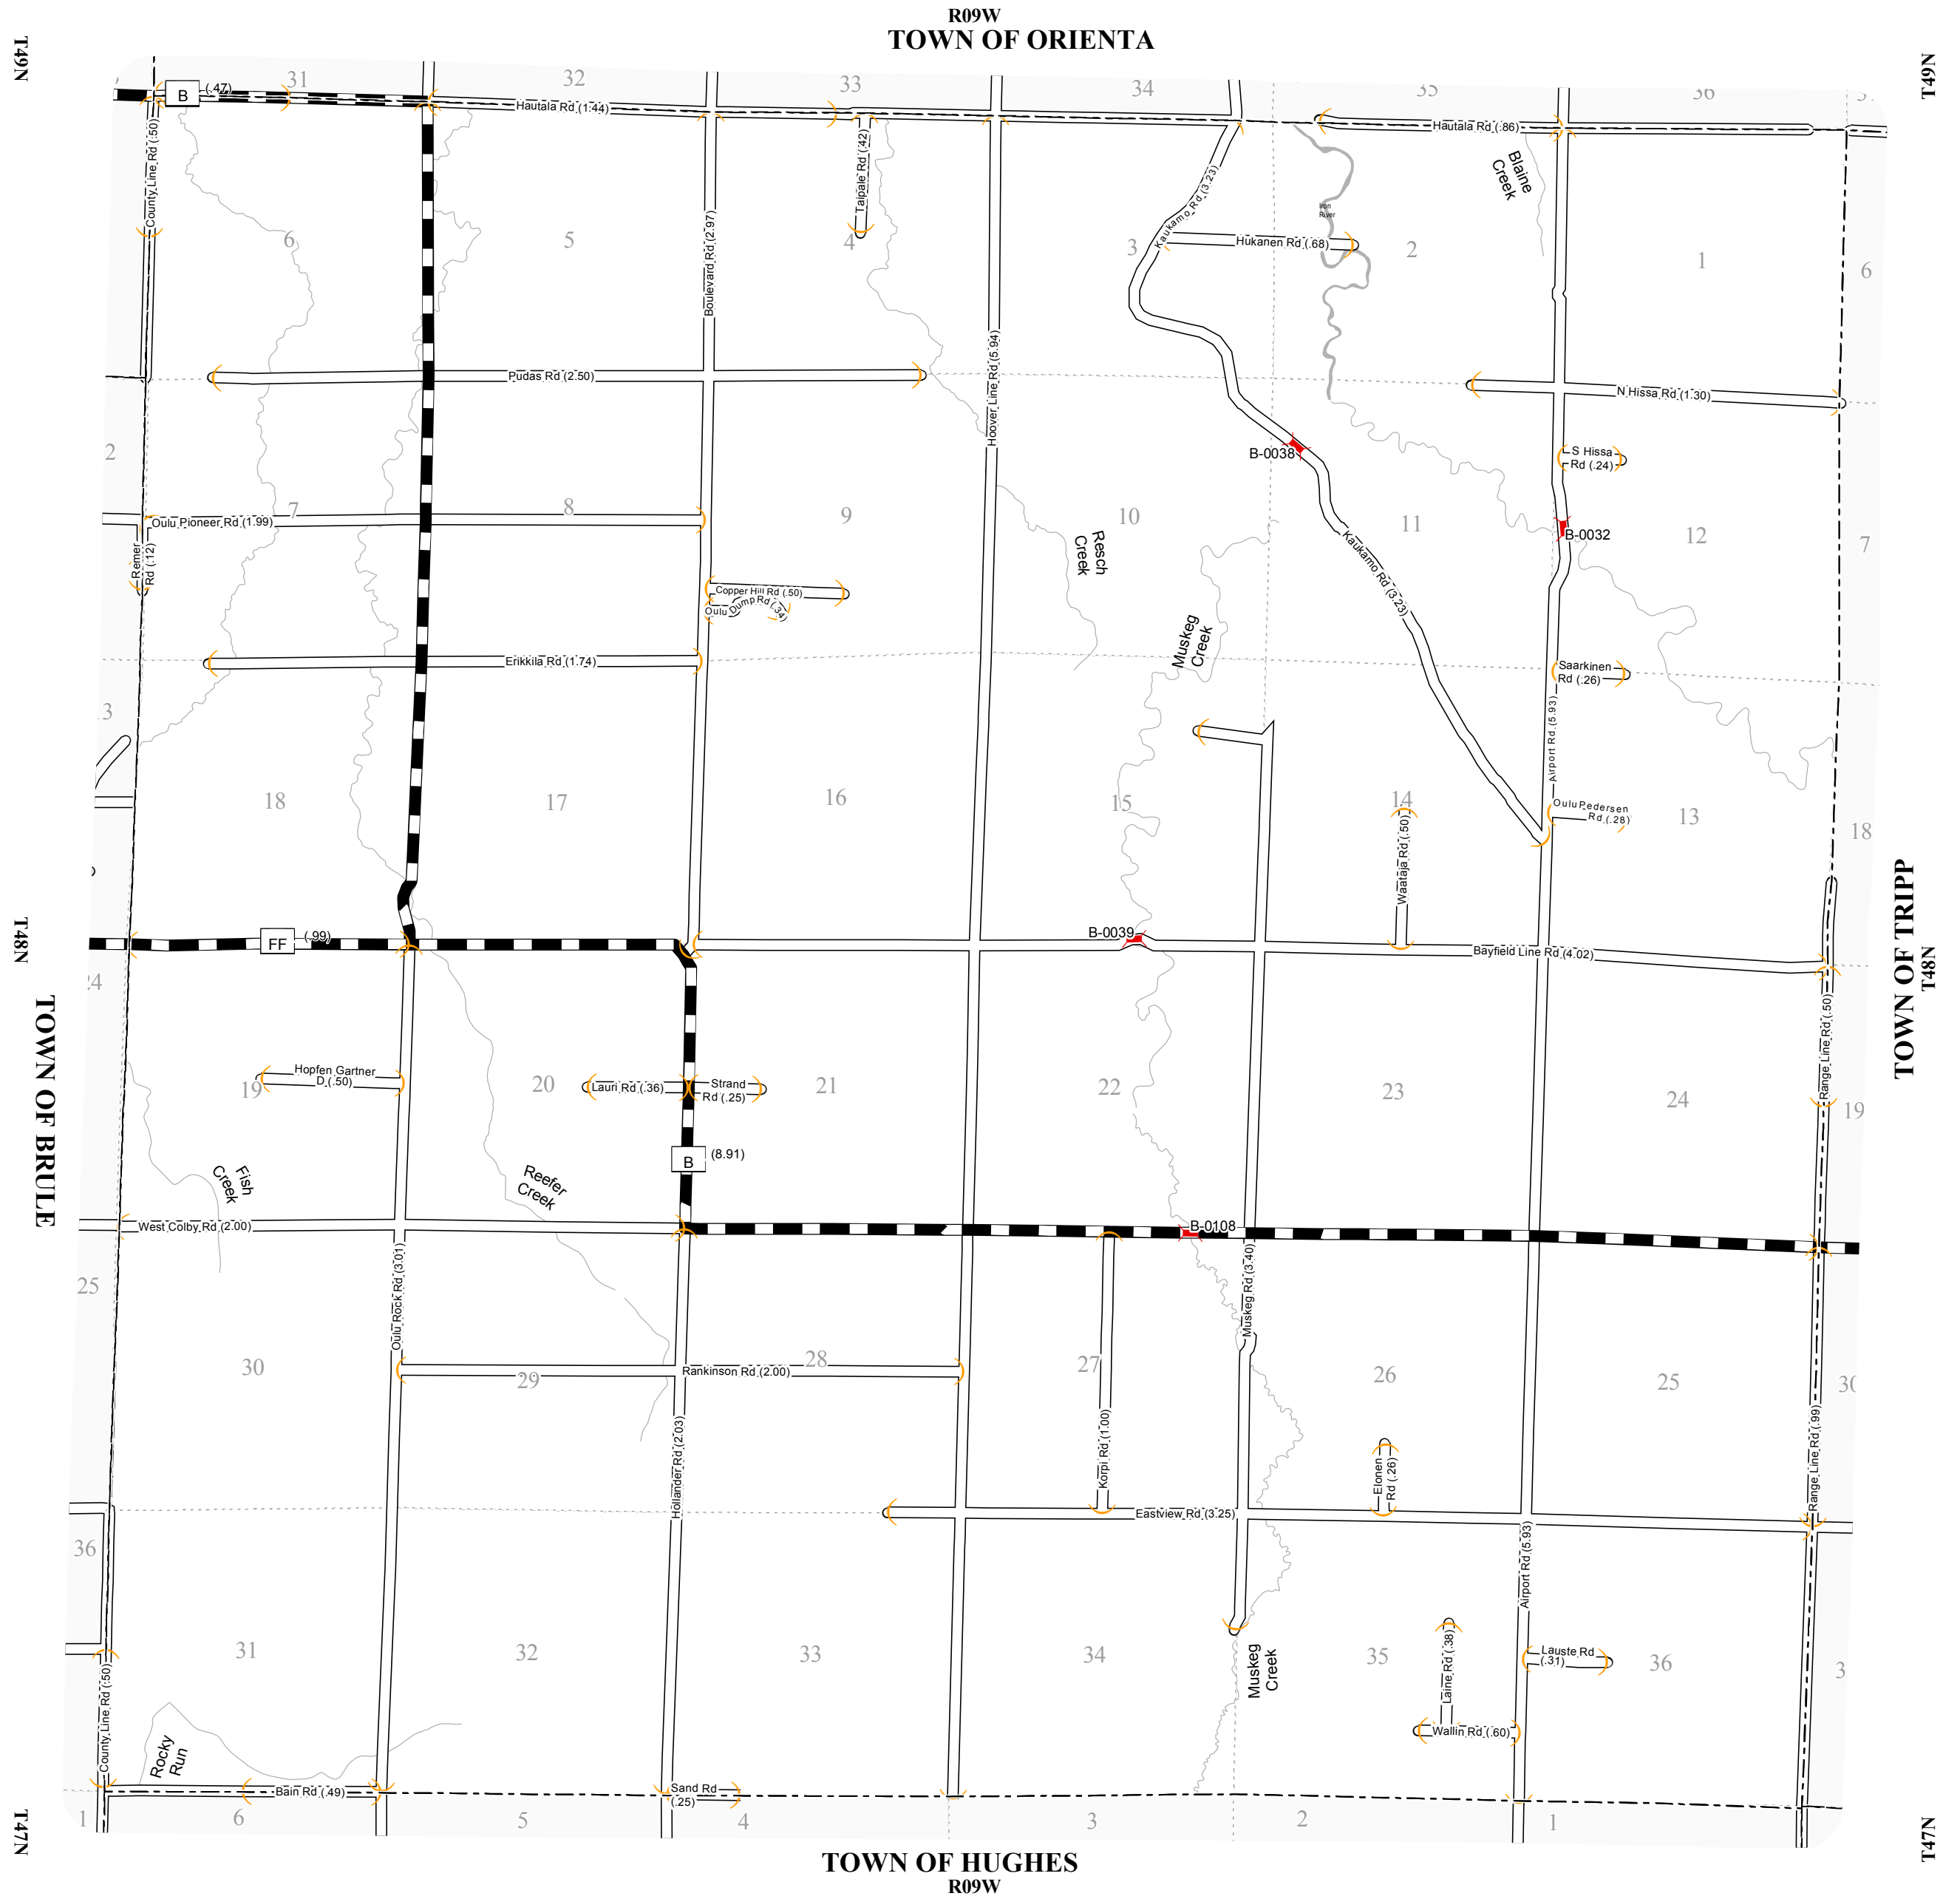 R09W
TOWN OF ORIENTA
T49N
T49N
31
32
33
34
35
36
B
(.47)
Hautala Rd (1.44)
Hautala Rd (.86)
County Line Rd (.50)
Taipale Rd (.42)
Kaukamo Rd (3.23)
Blaine
Creek
Iron
River
6
5
4
3
Hukanen Rd (.68)
2
1
6
Boulevard Rd (2.97)
Hoover Line Rd (5.94)
Pudas Rd (2.50)
N Hissa Rd (1.30)
2
B-0038
S Hissa
Rd (.24)
7
8
9
10
11
12
7
Oulu Pioneer Rd (1.99)
B-0032
Remer
Rd (.12)
Resch
Creek
Kaukamo Rd (3.23)
Copper Hill Rd (.50)
Oulu Dump Rd (.34)
Muskeg
Creek
Erikkila Rd (1.74)
Saarkinen
Rd (.26)
3
Airport Rd (5.93)
18
17
16
15
14
13
18
Oulu Pedersen
Rd (.28)
Waataja Rd (.50)
T48N
TOWN OF TRIPP
T48N
FF
(.99)
B-0039
Bayfield Line Rd (4.02)
24
TOWN OF BRULE
Range Line Rd (.50)
Hopfen Gartner
D (.50)
19
20
Lauri Rd (.36)
Strand
Rd (.25)
21
22
23
24
19
B
(8.91)
Fish
Creek
Reefer
Creek
West Colby Rd (2.00)
B-0108
25
Oulu Rock Rd (3.01)
Muskeg Rd (3.40)
30
29
28
27
26
25
30
Rankinson Rd (2.00)
Hollander Rd (2.03)
Korpi Rd (1.00)
Elonen
Rd (.26)
Range Line Rd (.99)
Eastview Rd (3.25)
36
Airport Rd (5.93)
31
32
33
34
35
36
3
Muskeg
Creek
Laine Rd (.38)
Lauste Rd
(.31)
County Line Rd (.50)
Rocky
Run
Wallin Rd (.60)
Bain Rd (.49)
Sand Rd
(.25)
1
6
5
4
3
2
1
T47N
T47N
TOWN OF HUGHES
R09W